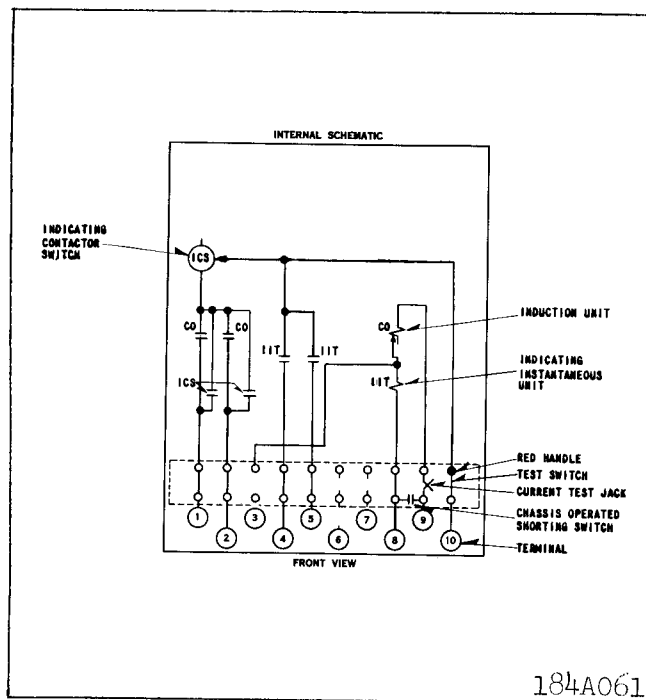 INTERNAL SCHEMATIC
INDICATING
CONTACTOR
SWITCH
ICS
CO
CO
IIT
IIT
CO
INDUCTION UNIT
INDICATING
INSTANTANEOUS
UNIT
IIT
ICS
RED HANDLE
TEST SWITCH
CURRENT TEST JACK
CHASSIS OPERATED
SHORTING SWITCH
TERMINAL
1
2
3
4
5
6
7
8
9
10
FRONT VIEW
184A061